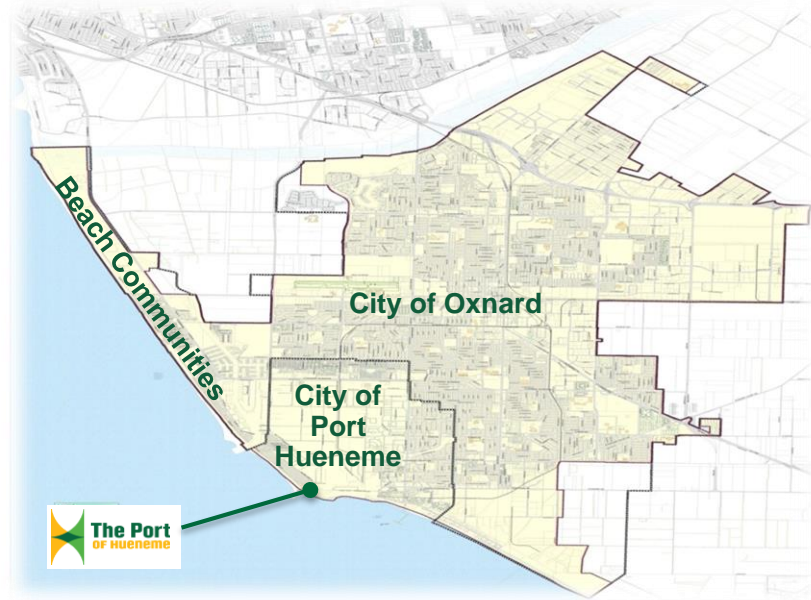 Beach Communities
City of Oxnard
City of
Port
Hueneme
The Port
OF HUENEME